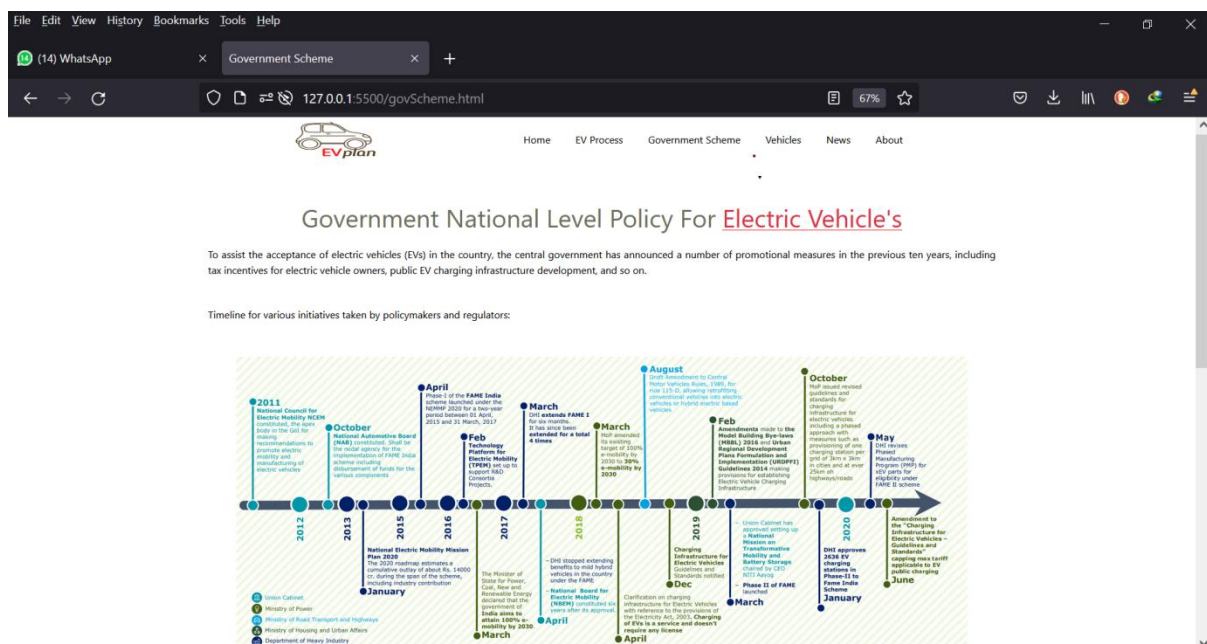 File Edit View History Bookmarks Tools Help
(14) WhatsApp
Government Scheme
127.0.0.1:5500/govScheme.html
67%
EVplan
Home EV Process Government Scheme Vehicles News About
Government National Level Policy For Electric Vehicle's
To assist the acceptance of electric vehicles (EVs) in the country, the central government has announced a number of promotional measures in the previous ten years, including
tax incentives for electric vehicle owners, public EV charging infrastructure development, and so on.
Timeline for various initiatives taken by policymakers and regulators:
2011
National Council for
Electric Mobility NCEM
constituted, the apex
body in the GoI for
making
recommendations to
promote electric
mobility and
manufacturing of
electric vehicles
October
National Automotive Board
(NAB) constituted. Shall be
the nodal agency for the
implementation of FAME India
scheme including
disbursement of funds for the
various components
April
Phase-I of the FAME India
scheme launched under the
NEMMP 2020 for a two-year
period between 01 April,
2015 and 31 March, 2017
Feb
Technology
Platform for
Electric Mobility
(TPEM) set up to
support R&D
Consortia
Projects.
March
DHI extends FAME I
for six months.
It has since been
extended for a total
4 times
March
MoP amended
its existing
target of 100%
e-mobility by
2030 to 30%
e-mobility by
2030
August
Draft Amendment to Central
Motor Vehicles Rules, 1989, for
rule 115-D, allowing retrofitting
conventional vehicles into electric
vehicles or hybrid electric based
vehicles
Feb
Amendments made to the
Model Building Bye-laws
(MBBL) 2016 and Urban
Regional Development
Plans Formulation and
Implementation (URDPFI)
Guidelines 2014 making
provisions for establishing
Electric Vehicle Charging
Infrastructure
October
MoP issued revised
guidelines and
standards for
charging
infrastructure for
electric vehicles
including a phased
approach with
measures such as
provisioning of one
charging station per
grid of 3km x 3km
in cities and at ever
25km oh
highways/roads
May
DHI revises
Phased
Manufacturing
Program (PMP) for
xEV parts for
eligibility under
FAME II scheme
2012
2013
2015
2016
2017
2018
2019
2020
National Electric Mobility Mission
Plan 2020
The 2020 roadmap estimates a
cumulative outlay of about Rs. 14000
cr. during the span of the scheme,
including industry contribution
January
The Minister of
State for Power,
Coal, New and
Renewable Energy
declared that the
government of
India aims to
attain 100% e-
mobility by 2030
March
- DHI stopped extending
benefits to mild hybrid
vehicles in the country
under the FAME
- National Board for
Electric Mobility
(NBEM) constituted six
years after its approval.
April
Clarification on charging
infrastructure for Electric Vehicles
with reference to the provisions of
the Electricity Act, 2003. Charging
of EVs is a service and doesn't
require any license
April
Charging
Infrastructure for
Electric Vehicles
Guidelines and
Standards notified
Dec
- Union Cabinet has
approved setting up
a National
Mission on
Transformative
Mobility and
Battery Storage
chaired by CEO
NITI Aayog
- Phase II of FAME
launched
March
DHI approves
2636 EV
charging
stations in
Phase-II to
Fame India
Scheme
January
Amendment to
the "Charging
Infrastructure for
Electric Vehicles –
Guidelines and
Standards"
capping max tariff
applicable to EV
public charging
June
Union Cabinet
Ministry of Power
Ministry of Road Transport and Highways
Ministry of Housing and Urban Affairs
Department of Heavy Industry